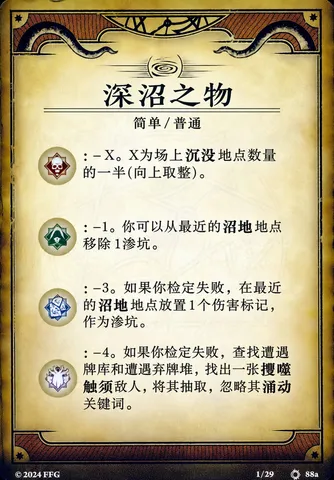 深沼之物
简单/普通
:-X。X为场上沉没地点数量
的一半(向上取整)。
:-1。你可以从最近的沼地地点
移除1渗坑。
:-3。如果你检定失败,在最近
的沼地地点放置1个伤害标记,
作为渗坑。
:-4。如果你检定失败,查找遭遇
牌库和遭遇弃牌堆,找出一张搜噬
触须敌人,将其抽取,忽略其涌动
关键词。
©2024 FFG
1/29
88a